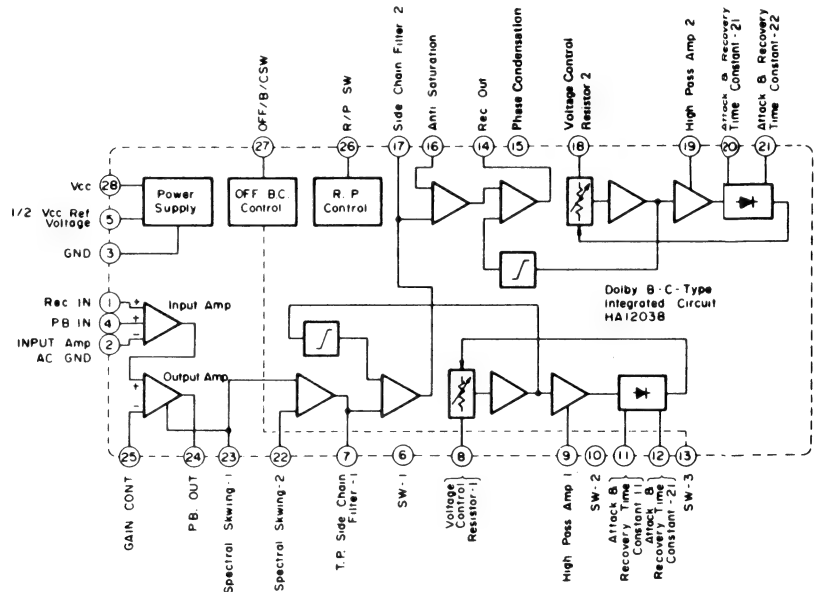 27
OFF/B/CSW
26
R/P SW
17
Side Chain Filter 2
16
Anti Saturation
14
Rec Out
15
Phase Condensation
18
Voltage Control
Resistor 2
19
High Pass Amp 2
20
Attack & Recovery
Time Constant-21
21
Attack & Recovery
Time Constant-22
Vcc
28
1/2 Vcc Ref
Voltage
5
GND
3
Power
Supply
OFF B.C.
Control
R. P
Control
Rec IN
1
+
PB IN
4
+
INPUT Amp
AC GND
2
-
Input Amp
Output Amp
+
-
Dolby B-C-Type
Integrated Circuit
HA12038
25
GAIN CONT
24
P.B. OUT
23
Spectral Skwing-1
22
Spectral Skwing-2
7
T.P. Side Chain
Filter-1
6
SW-1
8
Voltage
Control
Resistor-1
9
High Pass Amp 1
10
SW-2
11
Attack &
Recovery Time
Constant 11
12
Attack &
Recovery Time
Constant-21
13
SW-3